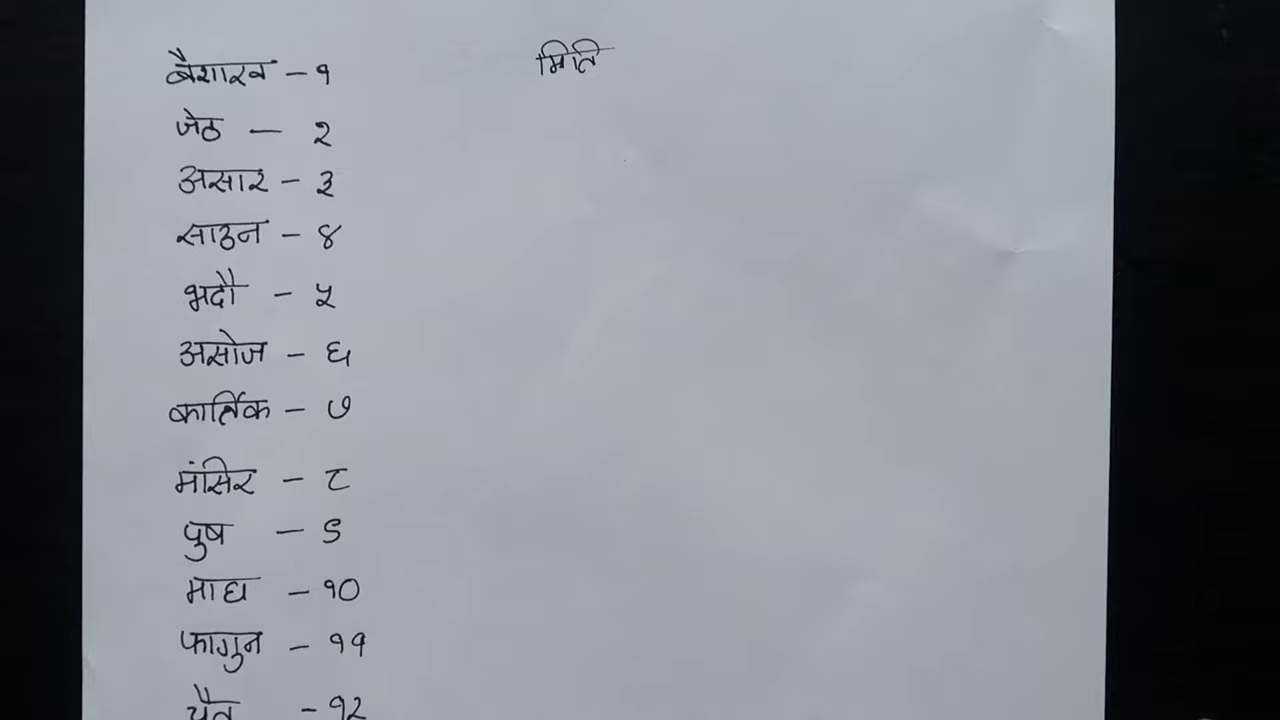 बैशाख - १
मिति
जेठ - २
असार - ३
साउन - ४
भदौ - ५
असोज - ६
कार्तिक - ७
मंसिर - ८
पुष - ९
माघ - १०
फागुन - ११
चैत - १२